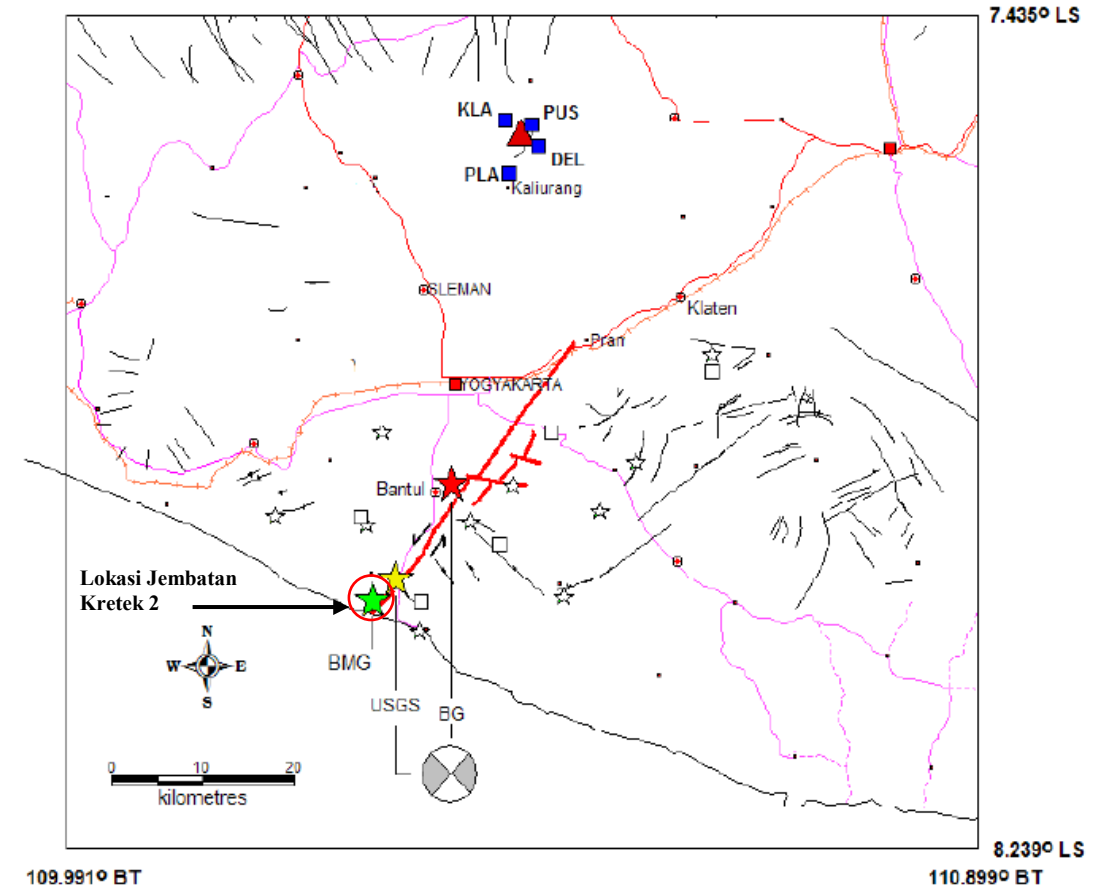 7.435º LS
KLA
PUS
DEL
PLA
Kaliurang
SLEMAN
Klaten
Pran
YOGYAKARTA
Bantul
Lokasi Jembatan
Kretek 2
N
W
E
S
BMG
USGS
BG
0
10
20
kilometres
8.239º LS
109.991º BT
110.899º BT